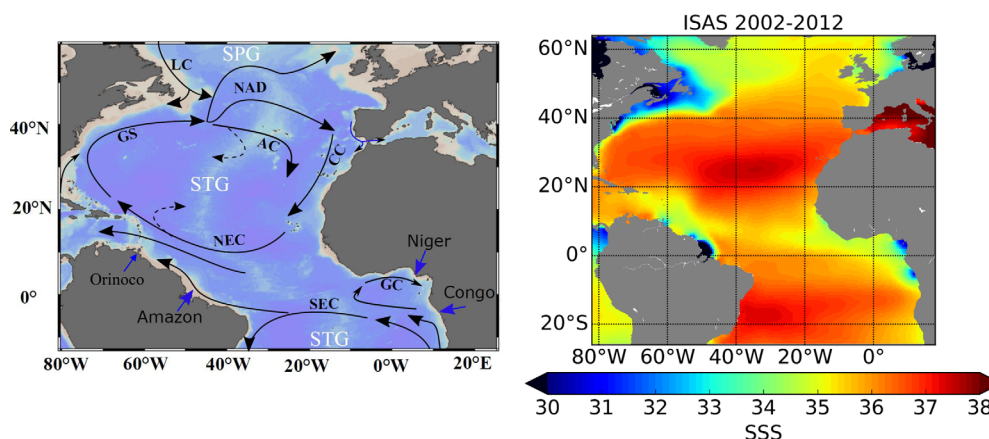 SPG
LC
NAD
40°N
GS
AC
CC
STG
20°N
NEC
Niger
Orinoco
GC
Congo
0°
Amazon
SEC
STG
80°W
60°W
40°W
20°W
0°
20°E
ISAS 2002-2012
60°N
40°N
20°N
0°
20°S
80°W
60°W
40°W
20°W
0°
30 31 32 33 34 35 36 37 38
SSS